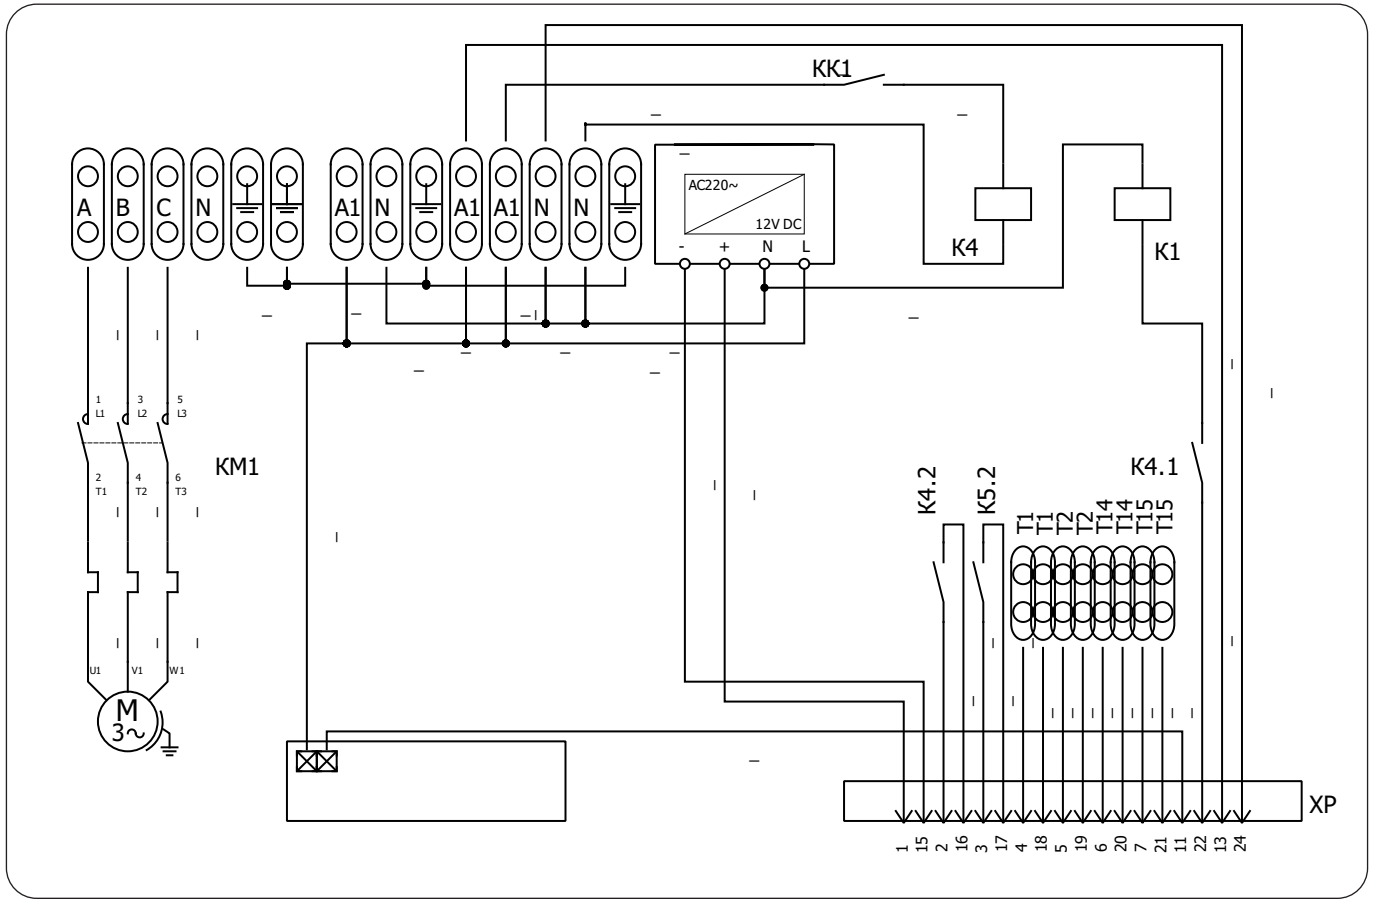 KK1
A B C N A1 N A1 A1 N N
AC220~
12V DC
- + N L
K4
K1
1 3 5
L1 L2 L3
KM1
2 4 6
T1 T2 T3
K4.2
K5.2
K4.1
T1
T1
T2
T2
T14
T14
T15
T15
U1 V1 W1
M
3~
XP
1 15 2 16 3 17 4 18 5 19 6 20 7 21 11 22 13 24